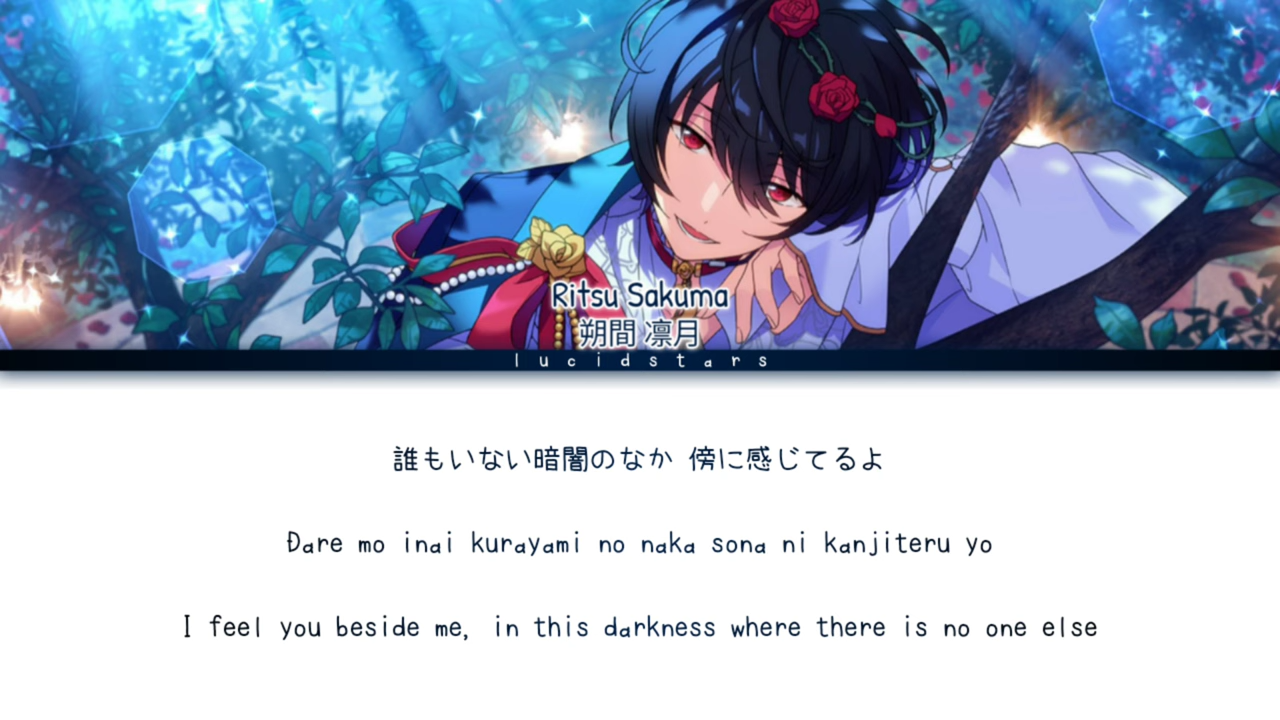 Ritsu Sakuma
朔間 凛月
lucidstars
誰もいない暗闇のなか 傍に感じてるよ
Ðare mo inai kurayami no naka sona ni kanjiteru yo
I feel you beside me, in this darkness where there is no one else